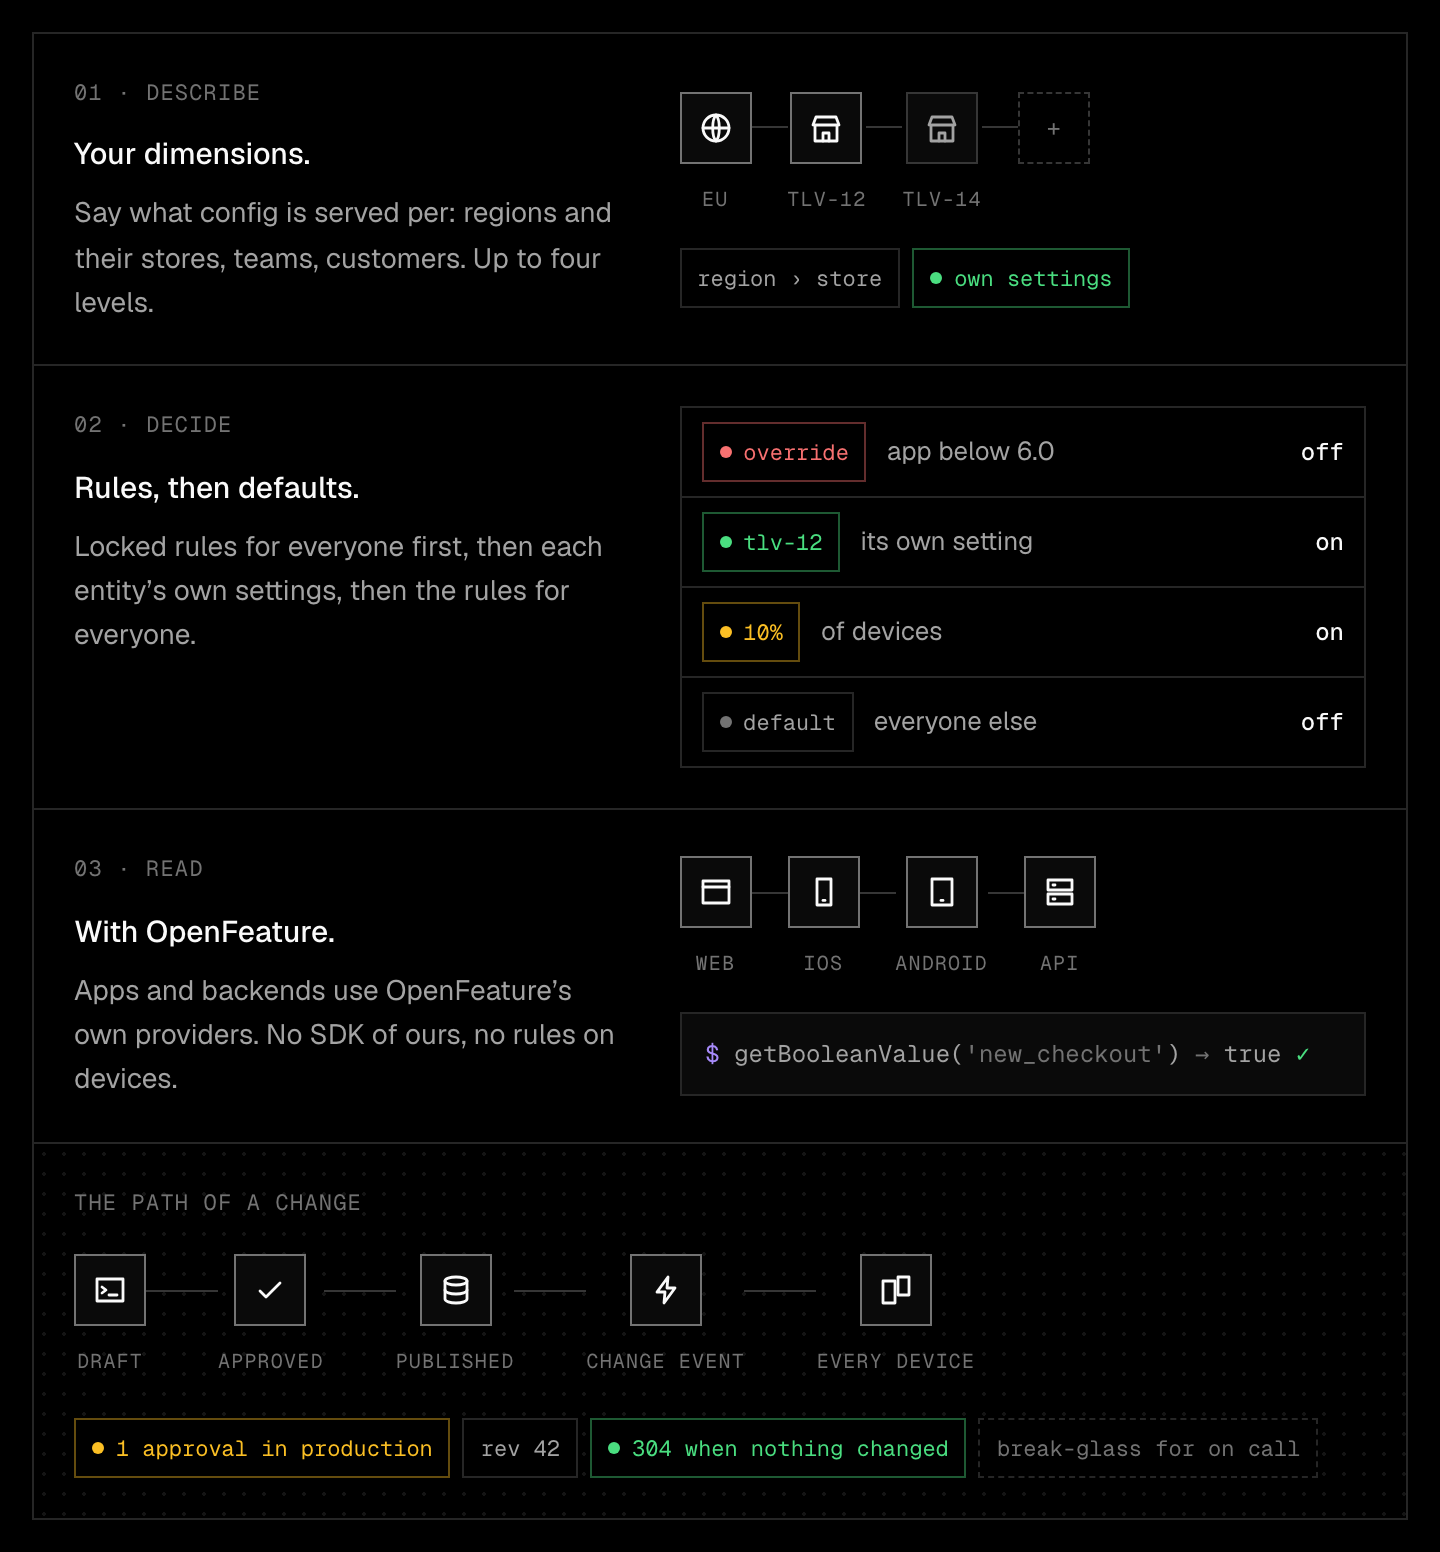 01 · DESCRIBE
Your dimensions.
Say what config is served per: regions and
their stores, teams, customers. Up to four
levels.
+
EU TLV-12 TLV-14
region › store own settings
02 · DECIDE
Rules, then defaults.
Locked rules for everyone first, then each
entity’s own settings, then the rules for
everyone.
override app below 6.0 off
tlv-12 its own setting on
10% of devices on
default everyone else off
03 · READ
With OpenFeature.
Apps and backends use OpenFeature’s
own providers. No SDK of ours, no rules on
devices.
WEB IOS ANDROID API
$ getBooleanValue('new_checkout') → true ✓
THE PATH OF A CHANGE
DRAFT APPROVED PUBLISHED CHANGE EVENT EVERY DEVICE
1 approval in production rev 42 304 when nothing changed break-glass for on call